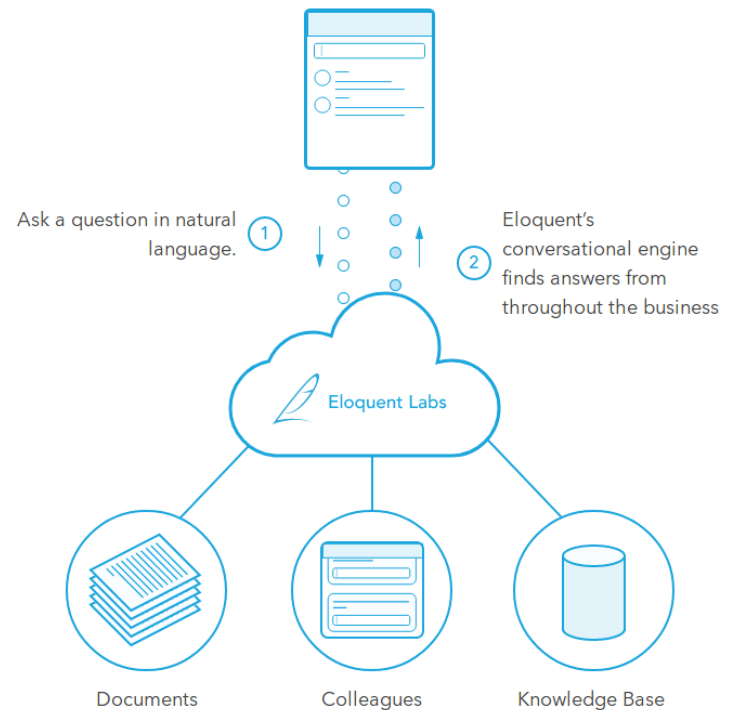 Ask a question in natural
language.
1
2
Eloquent's
conversational engine
finds answers from
throughout the business
Eloquent Labs
Documents
Colleagues
Knowledge Base